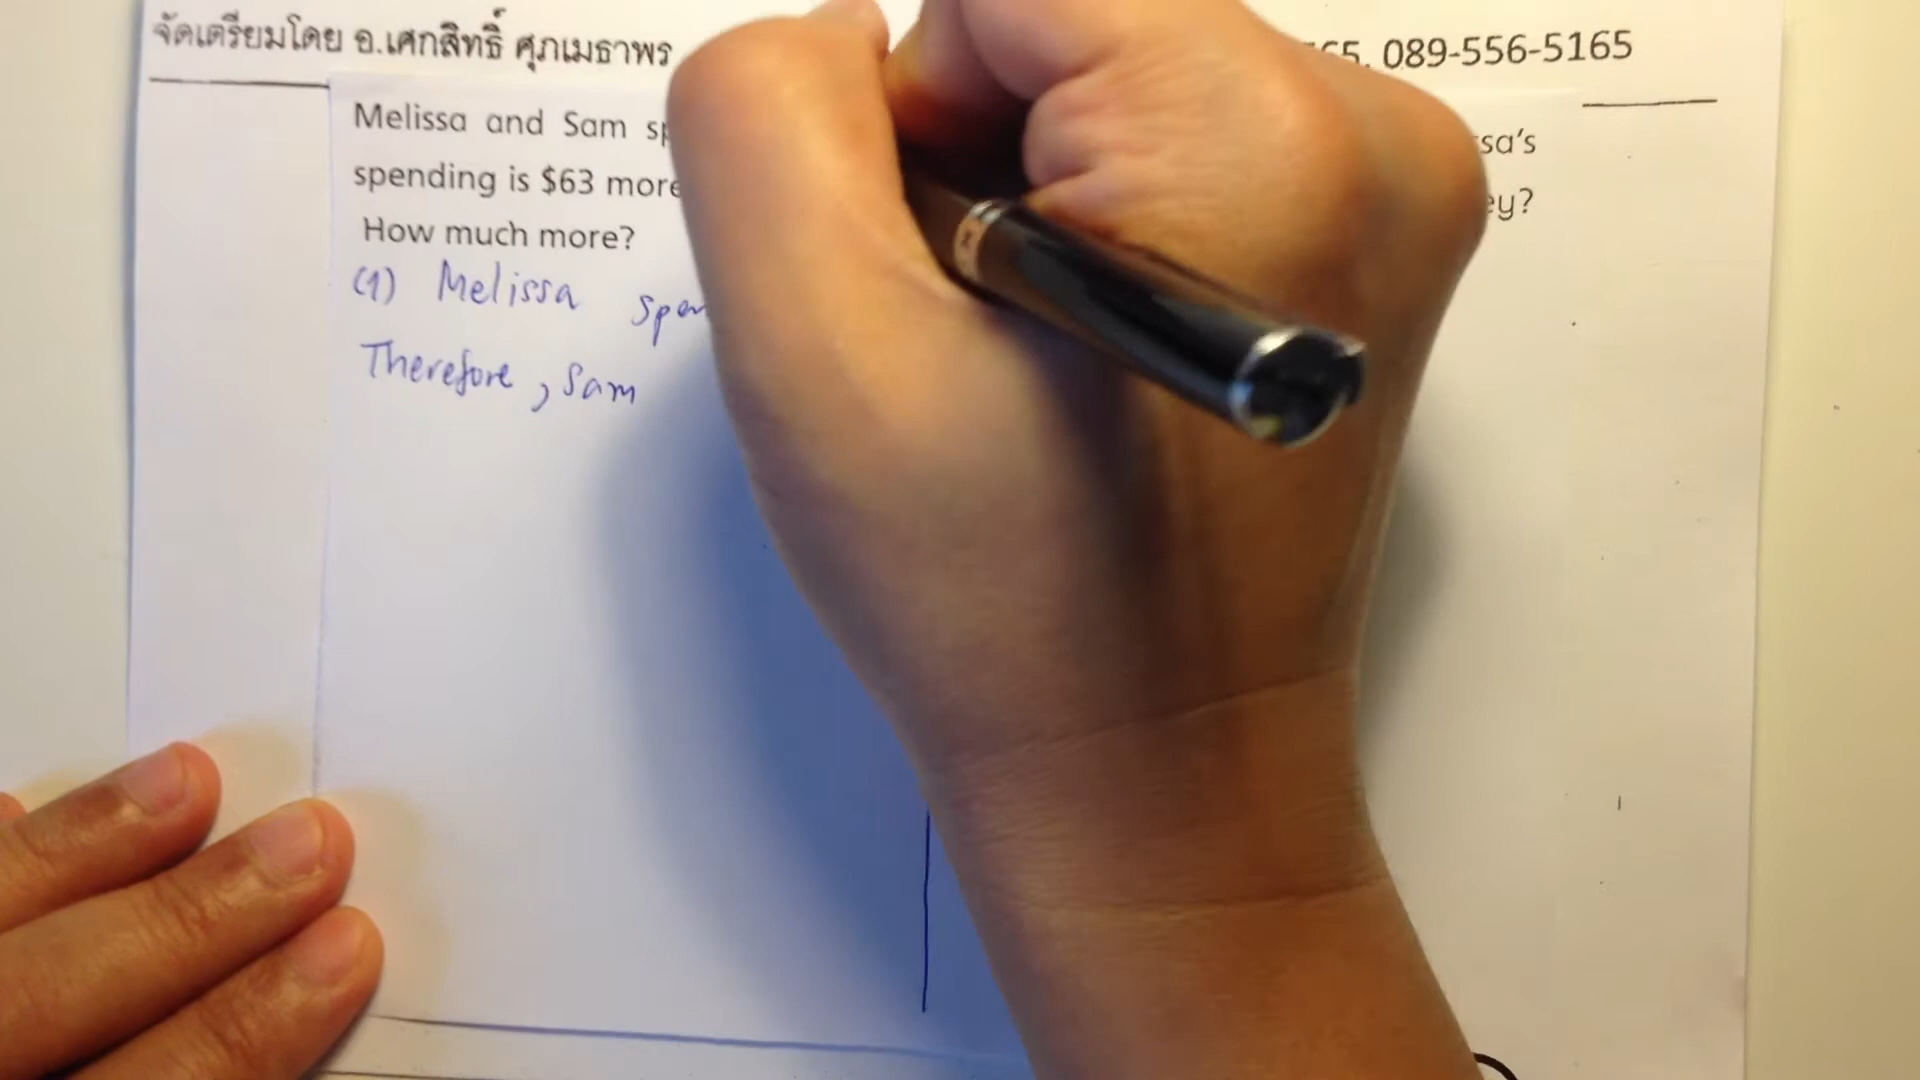 จัดเตรียมโดย อ.เศกสิทธิ์ ศุภเมธาพร 65, 089-556-5165
Melissa and Sam sa's
spending is $63 more ey?
How much more?
(1) Melissa
Therefore, Sam